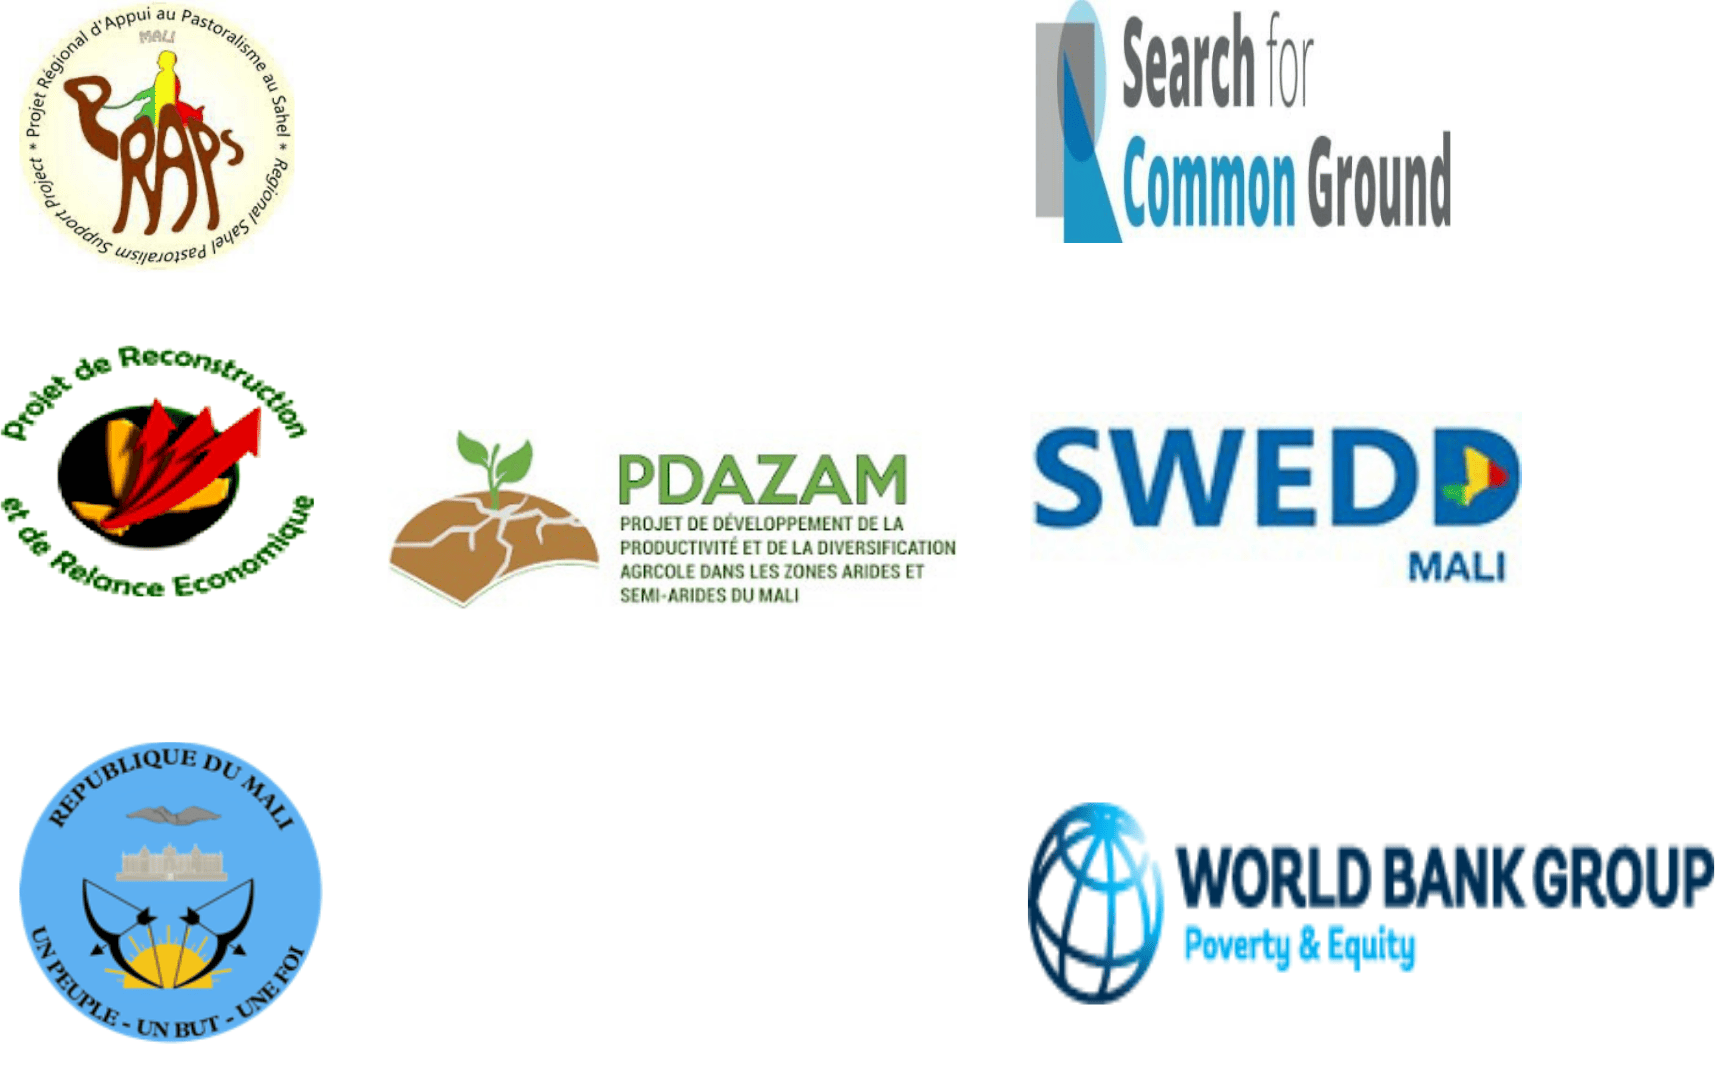 * Projet Régional d'Appui au Pastoralisme au Sahel * Regional Sahel Pastoralism Support Project
MALI
PRAPS
Search for
Common Ground
Projet de Reconstruction
et de Relance Economique
PDAZAM
PROJET DE DÉVELOPPEMENT DE LA
PRODUCTIVITÉ ET DE LA DIVERSIFICATION
AGRCOLE DANS LES ZONES ARIDES ET
SEMI-ARIDES DU MALI
SWEDD
MALI
REPUBLIQUE DU MALI
UN PEUPLE - UN BUT - UNE FOI
WORLD BANK GROUP
Poverty & Equity